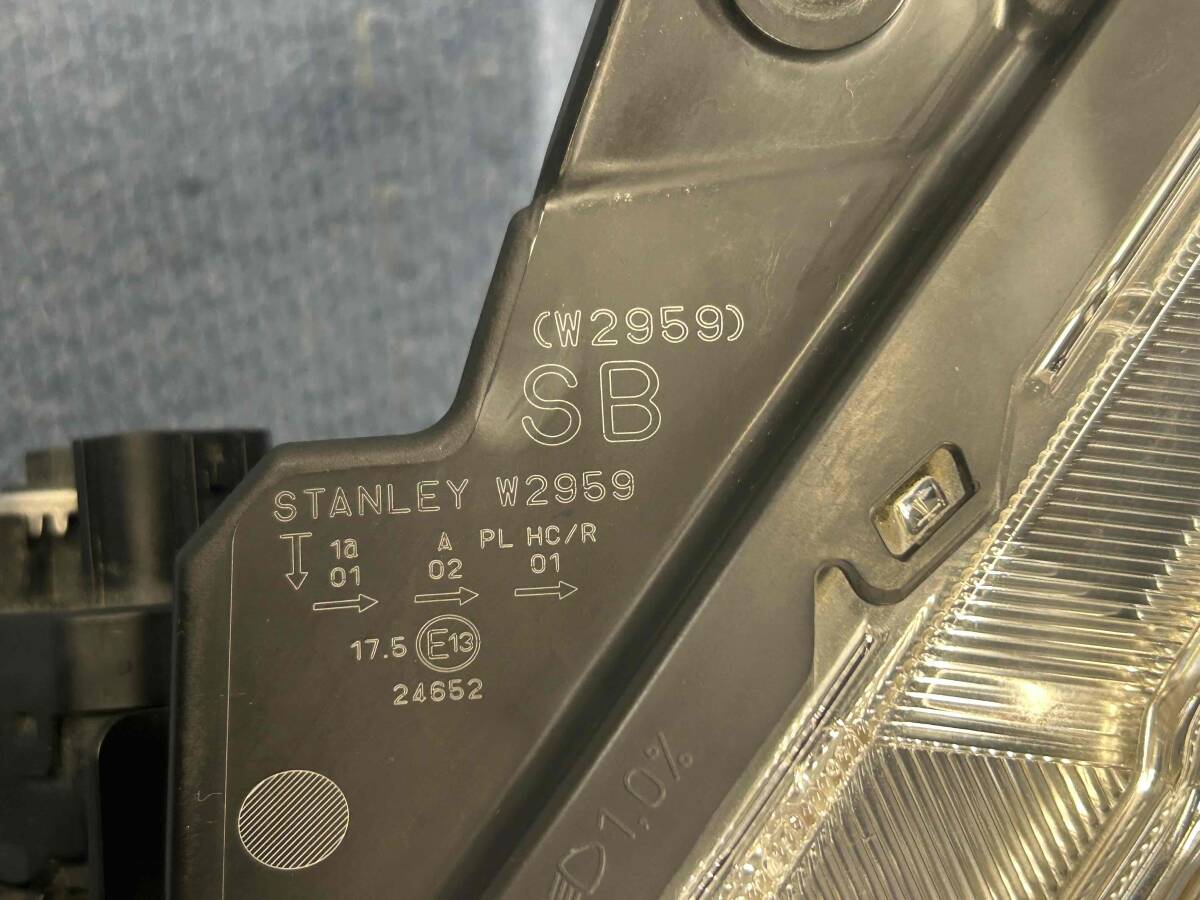 (W2959)
SB
STANLEY W2959
1a A PL HC/R
01 02 01
17.5 E13
24652
1,0%